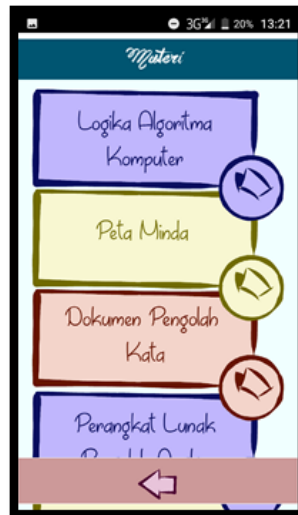 3G 20% 13:21
Materi
Logika Algoritma
Komputer
Peta Minda
Dokumen Pengolah
Kata
Perangkat Lunak